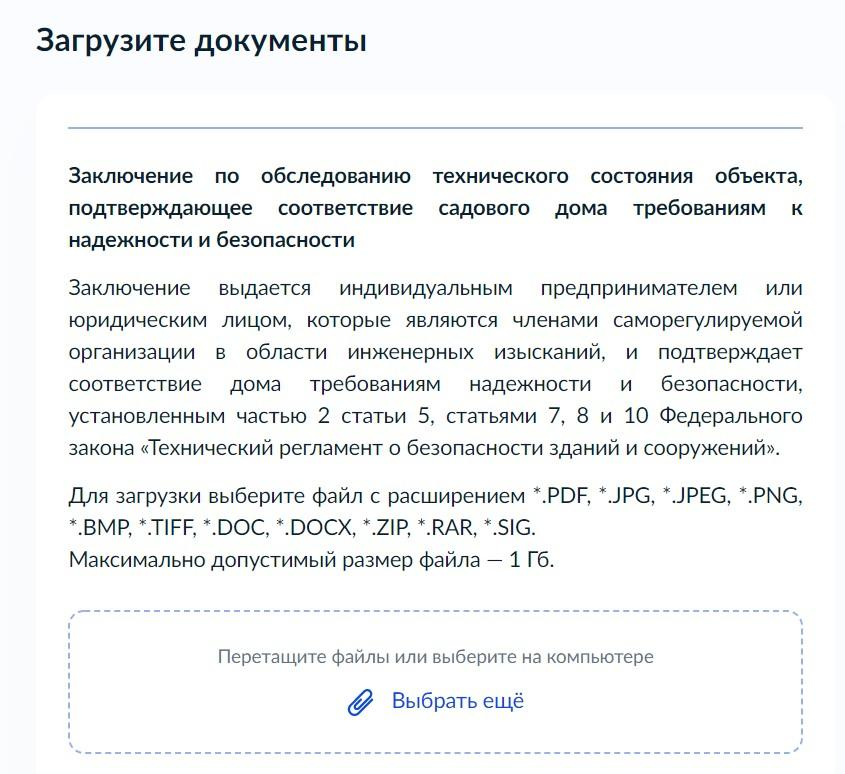 Загрузите документы
Заключение по обследованию технического состояния объекта,
подтверждающее соответствие садового дома требованиям к
надежности и безопасности
Заключение выдается индивидуальным предпринимателем или
юридическим лицом, которые являются членами саморегулируемой
организации в области инженерных изысканий, и подтверждает
соответствие дома требованиям надежности и безопасности,
установленным частью 2 статьи 5, статьями 7, 8 и 10 Федерального
закона «Технический регламент о безопасности зданий и сооружений».
Для загрузки выберите файл с расширением *.PDF, *.JPG, *.JPEG, *.PNG,
*.BMP, *.TIFF, *.DOC, *.DOCX, *.ZIP, *.RAR, *.SIG.
Максимально допустимый размер файла — 1 Гб.
Перетащите файлы или выберите на компьютере
Выбрать ещё